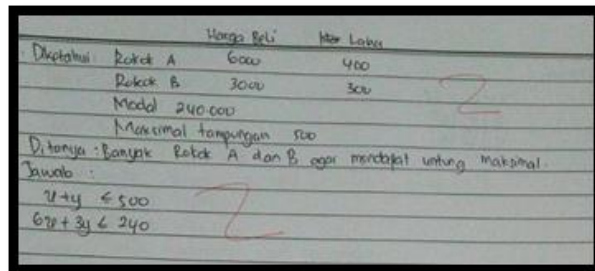 Harga Beli Laba
Diketahui Rokok A 6000 400
Rokok B 3000 300
Modal 240.000
Maksimal tampungan 500
Ditanya : Banyak Rokok A dan B agar mendapat untung maksimal.
Jawab :
x+y ≤ 500
6x + 3y ≤ 240